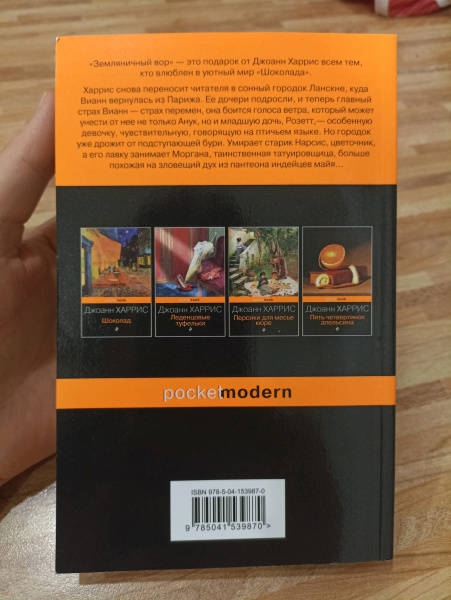 «Земляничный вор» — это подарок от Джоанн Харрис всем тем,
кто влюблен в уютный мир «Шоколада».
Харрис снова переносит читателя в сонный городок Ланскне, куда
Вианн вернулась из Парижа. Ее дочери подросли, и теперь главный
страх Вианн — страх перемен, она боится голоса ветра, который может
унести от нее не только Анук, но и младшую дочь, Розетт,— особенную
девочку, чувствительную, говорящую на птичьем языке. Но городок
уже дрожит от подступающей бури. Умирает старик Нарсис, цветочник,
а его лавку занимает Моргана, таинственная татуировщица, больше
похожая на зловещий дух из пантеона индейцев майя...
Джоанн ХАРРИС
Шоколад
Джоанн ХАРРИС
Леденцовые
туфельки
Джоанн ХАРРИС
Персики для месье
кюре
Джоанн ХАРРИС
Пять четвертинок
апельсина
pocketmodern
ISBN 978-5-04-153987-0
9 785041 539870 >